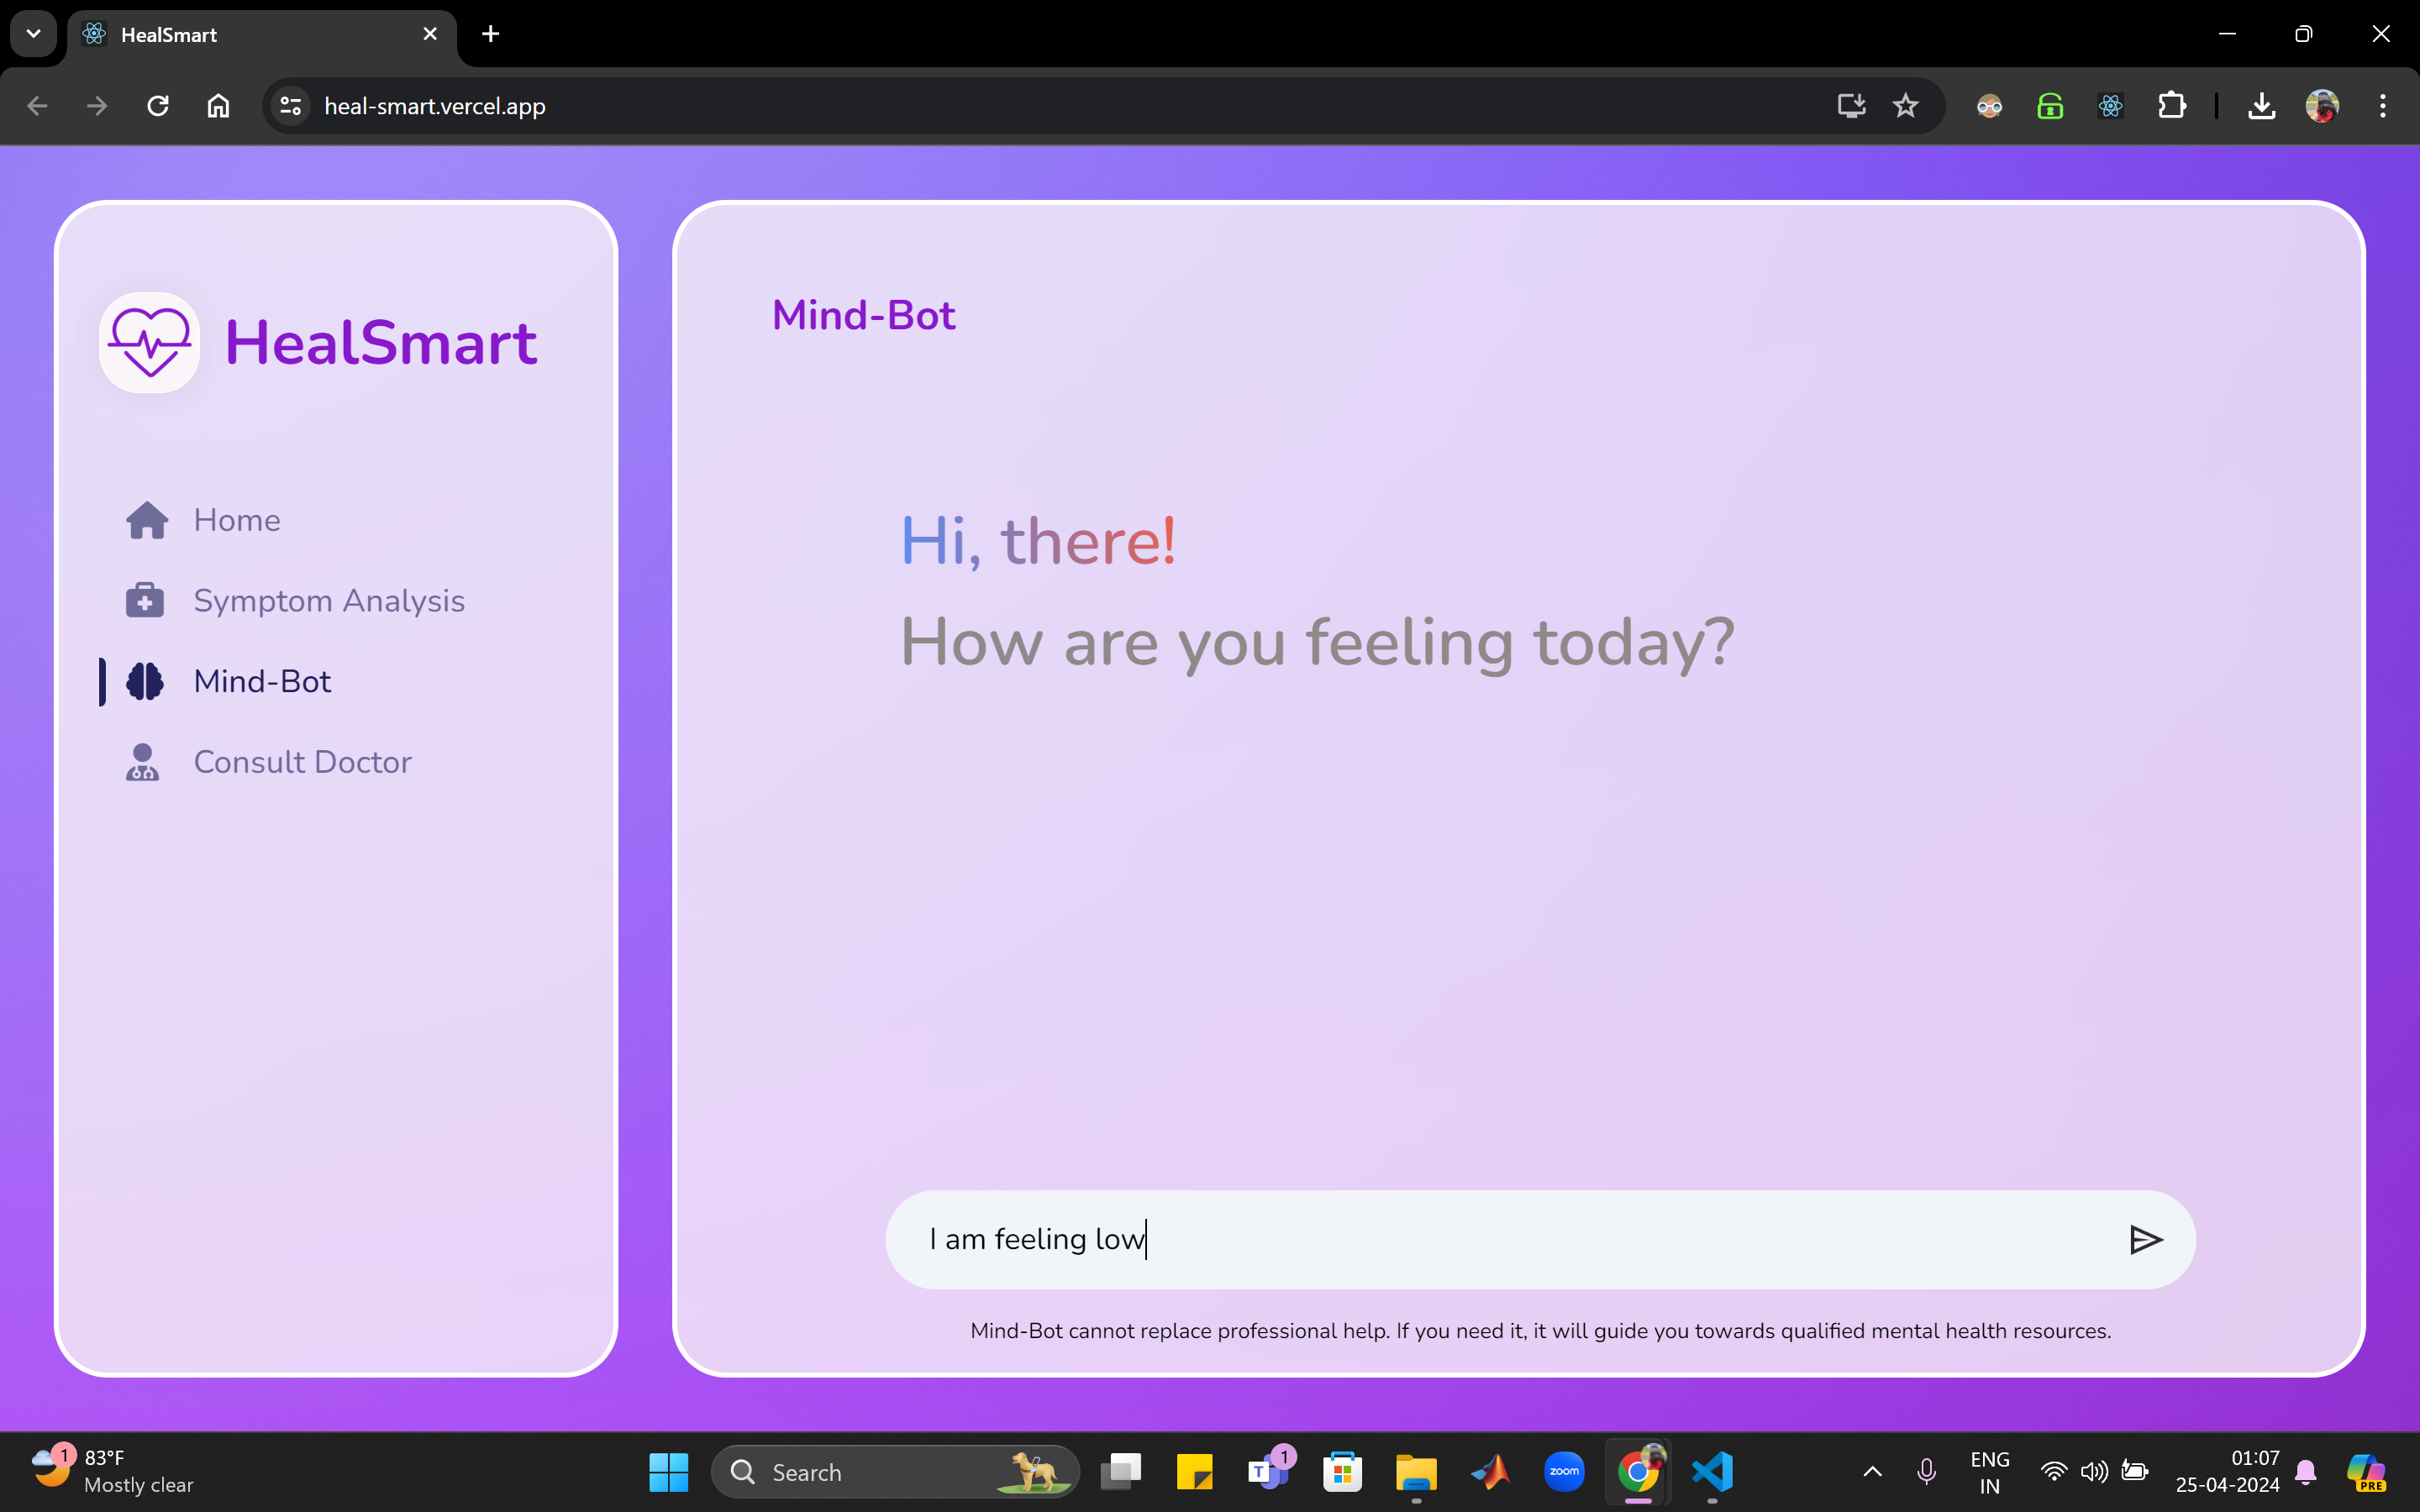 HealSmart
heal-smart.vercel.app
HealSmart
Home
Symptom Analysis
Mind-Bot
Consult Doctor
Mind-Bot
Hi, there!
How are you feeling today?
I am feeling low
Mind-Bot cannot replace professional help. If you need it, it will guide you towards qualified mental health resources.
1
83°F
Mostly clear
Search
T
1
zoom
ENG
IN
01:07
25-04-2024
PRE